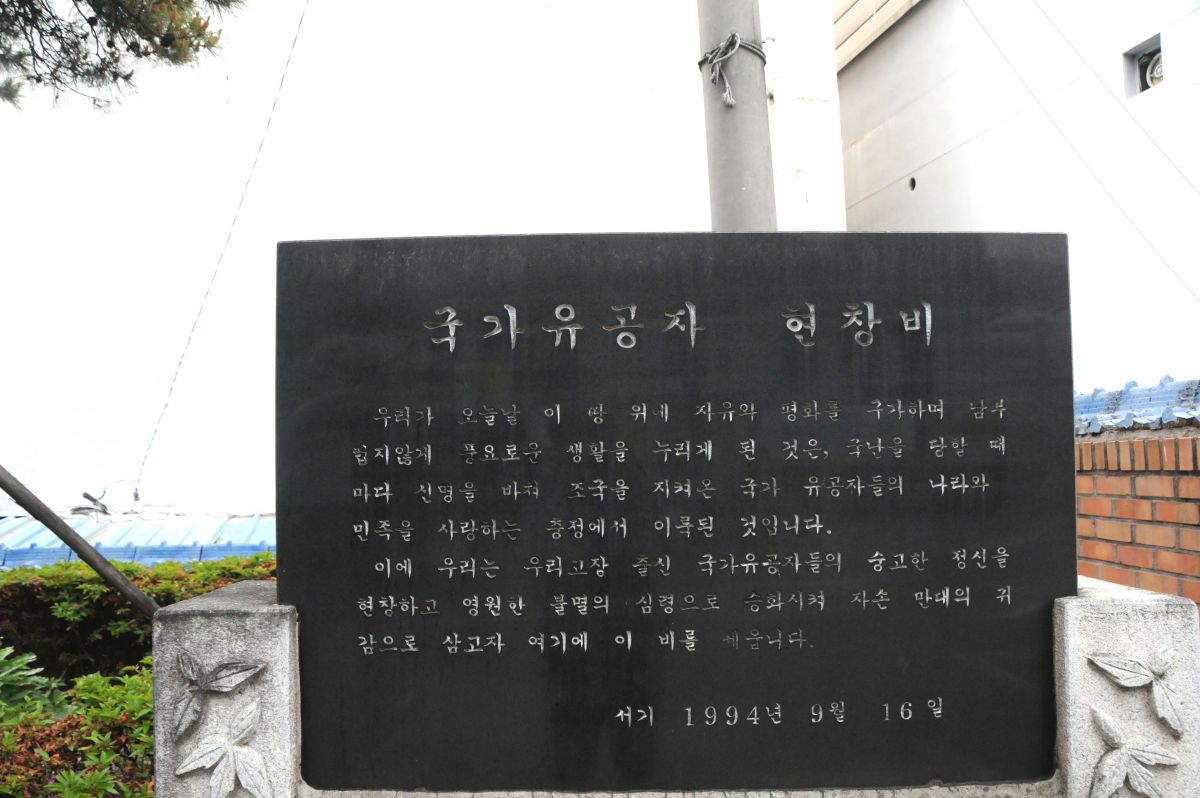 국가유공자 현창비
우리가 오늘날 이 땅 위에 자유와 평화를 구가하며 남부
럽지않게 풍요로운 생활을 누리게 된 것은, 국난을 당할 때
마다 신명을 바쳐 조국을 지켜온 국가 유공자들의 나라와
민족을 사랑하는 충정에서 이룩된 것입니다.
이에 우리는 우리고장 출신 국가유공자들의 숭고한 정신을
현창하고 영원한 불멸의 심령으로 승화시켜 자손 만대의 귀
감으로 삼고자 여기에 이 비를 세웁니다.
서기 1994년 9월 16일